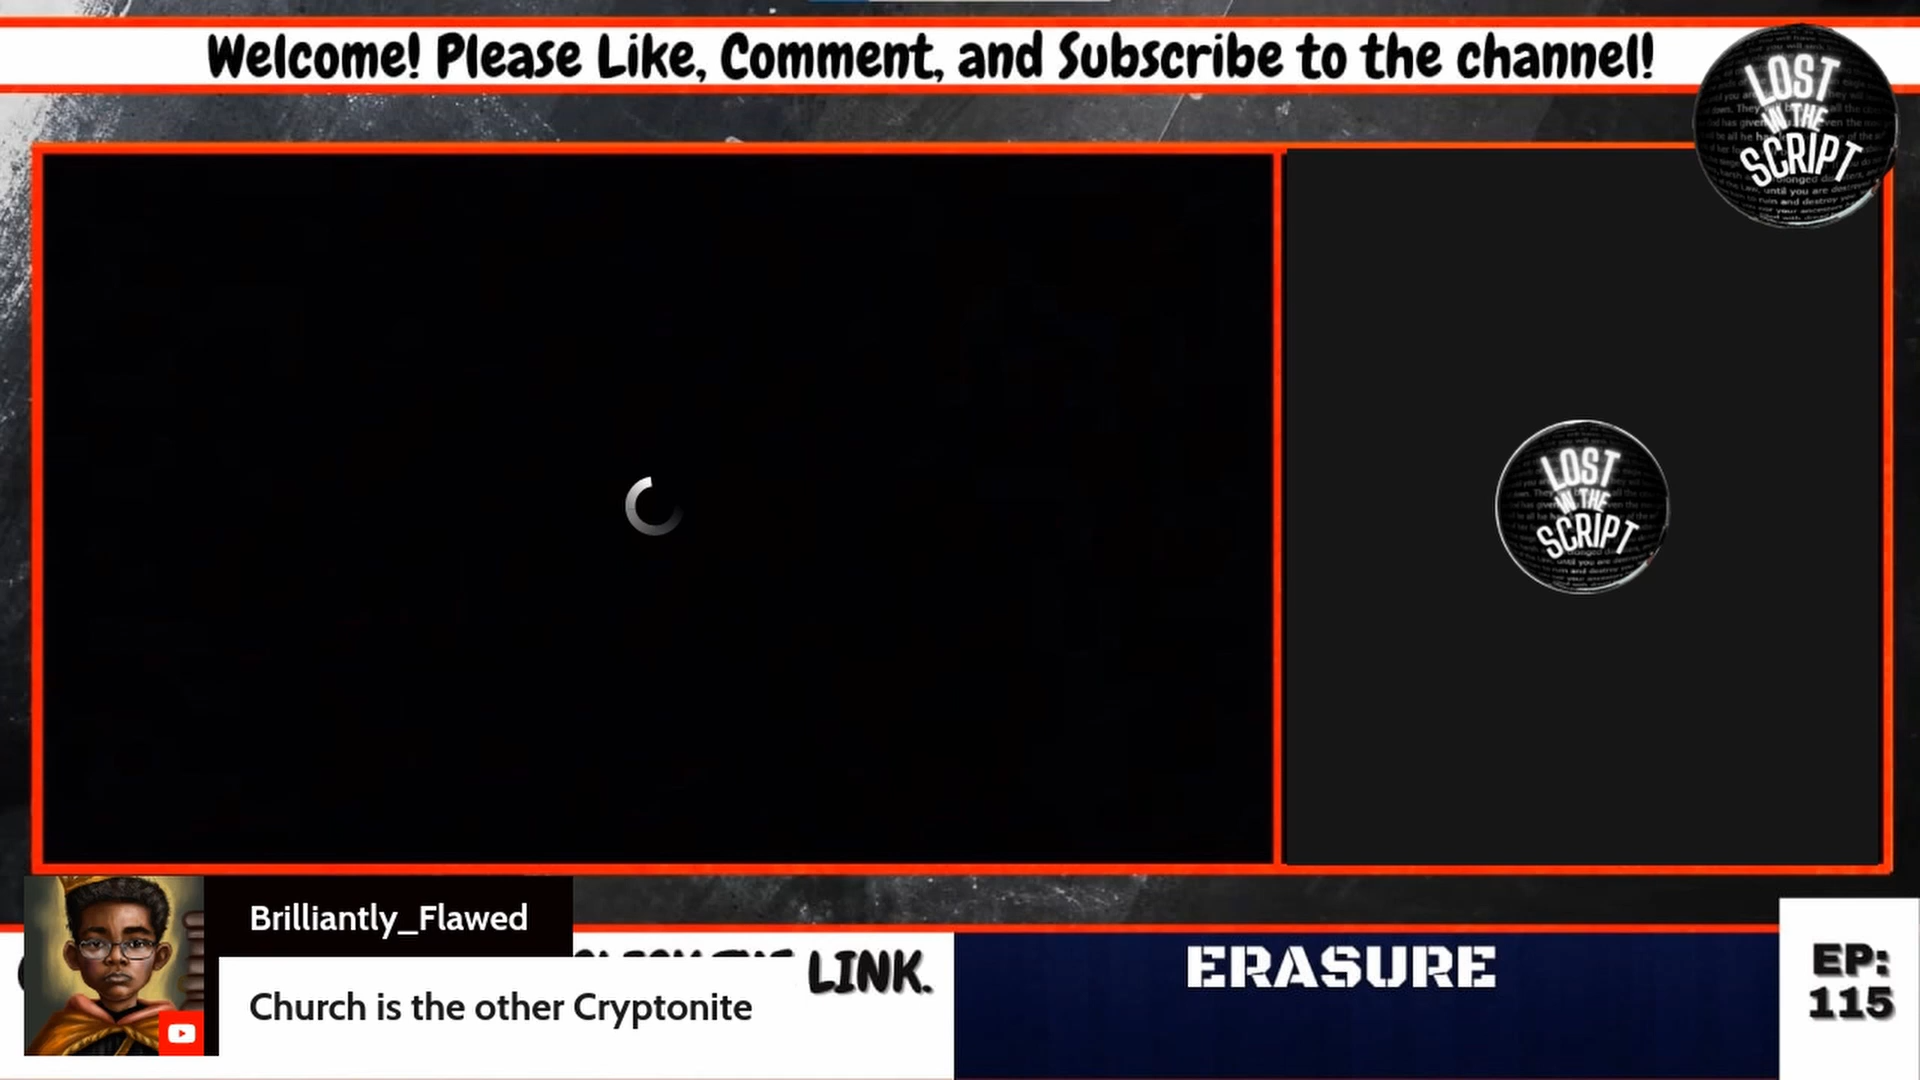 Welcome! Please Like, Comment, and Subscribe to the channel!
LOST
IN THE
SCRIPT
LOST
IN THE
SCRIPT
Brilliantly_Flawed
LINK.
Church is the other Cryptonite
ERASURE
EP:
115